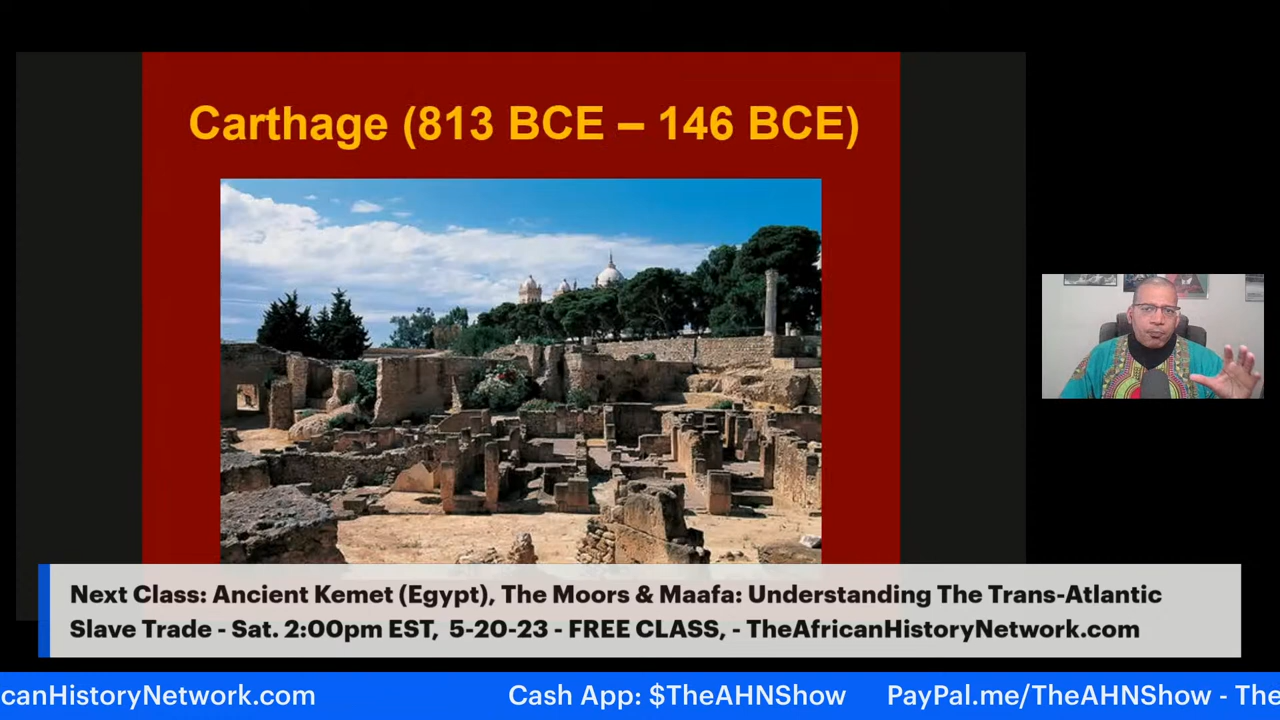 Carthage (813 BCE – 146 BCE)
Next Class: Ancient Kemet (Egypt), The Moors & Maafa: Understanding The Trans-Atlantic
Slave Trade - Sat. 2:00pm EST, 5-20-23 - FREE CLASS, - TheAfricanHistoryNetwork.com
canHistoryNetwork.com Cash App: $TheAHNShow PayPal.me/TheAHNShow - The